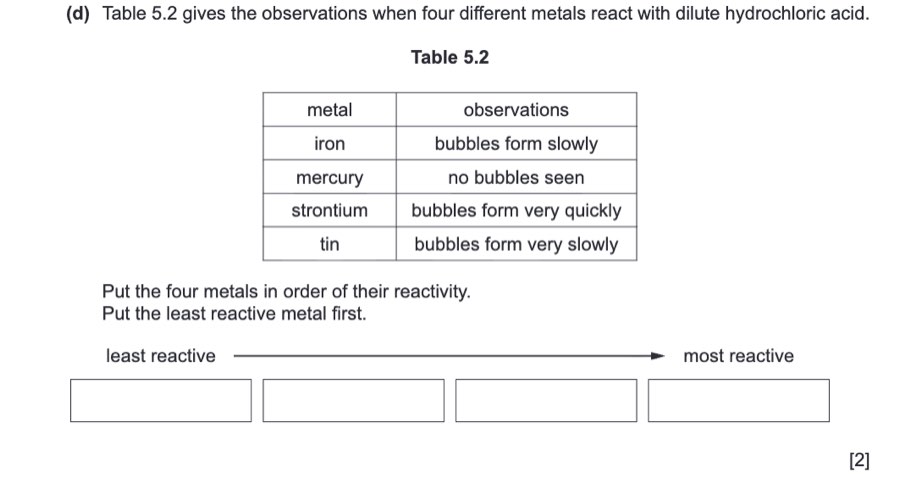 (d) Table 5.2 gives the observations when four different metals react with dilute hydrochloric acid.
Table 5.2
metal observations
iron bubbles form slowly
mercury no bubbles seen
strontium bubbles form very quickly
tin bubbles form very slowly
Put the four metals in order of their reactivity.
Put the least reactive metal first.
least reactive most reactive
[2]